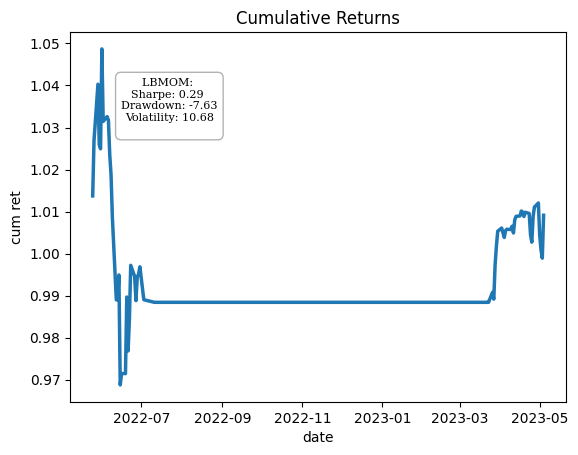 Cumulative Returns
1.05
1.04
1.03
1.02
1.01
1.00
0.99
0.98
0.97
cum ret
LBMOM:
Sharpe: 0.29
Drawdown: -7.63
Volatility: 10.68
2022-07 2022-09 2022-11 2023-01 2023-03 2023-05
date